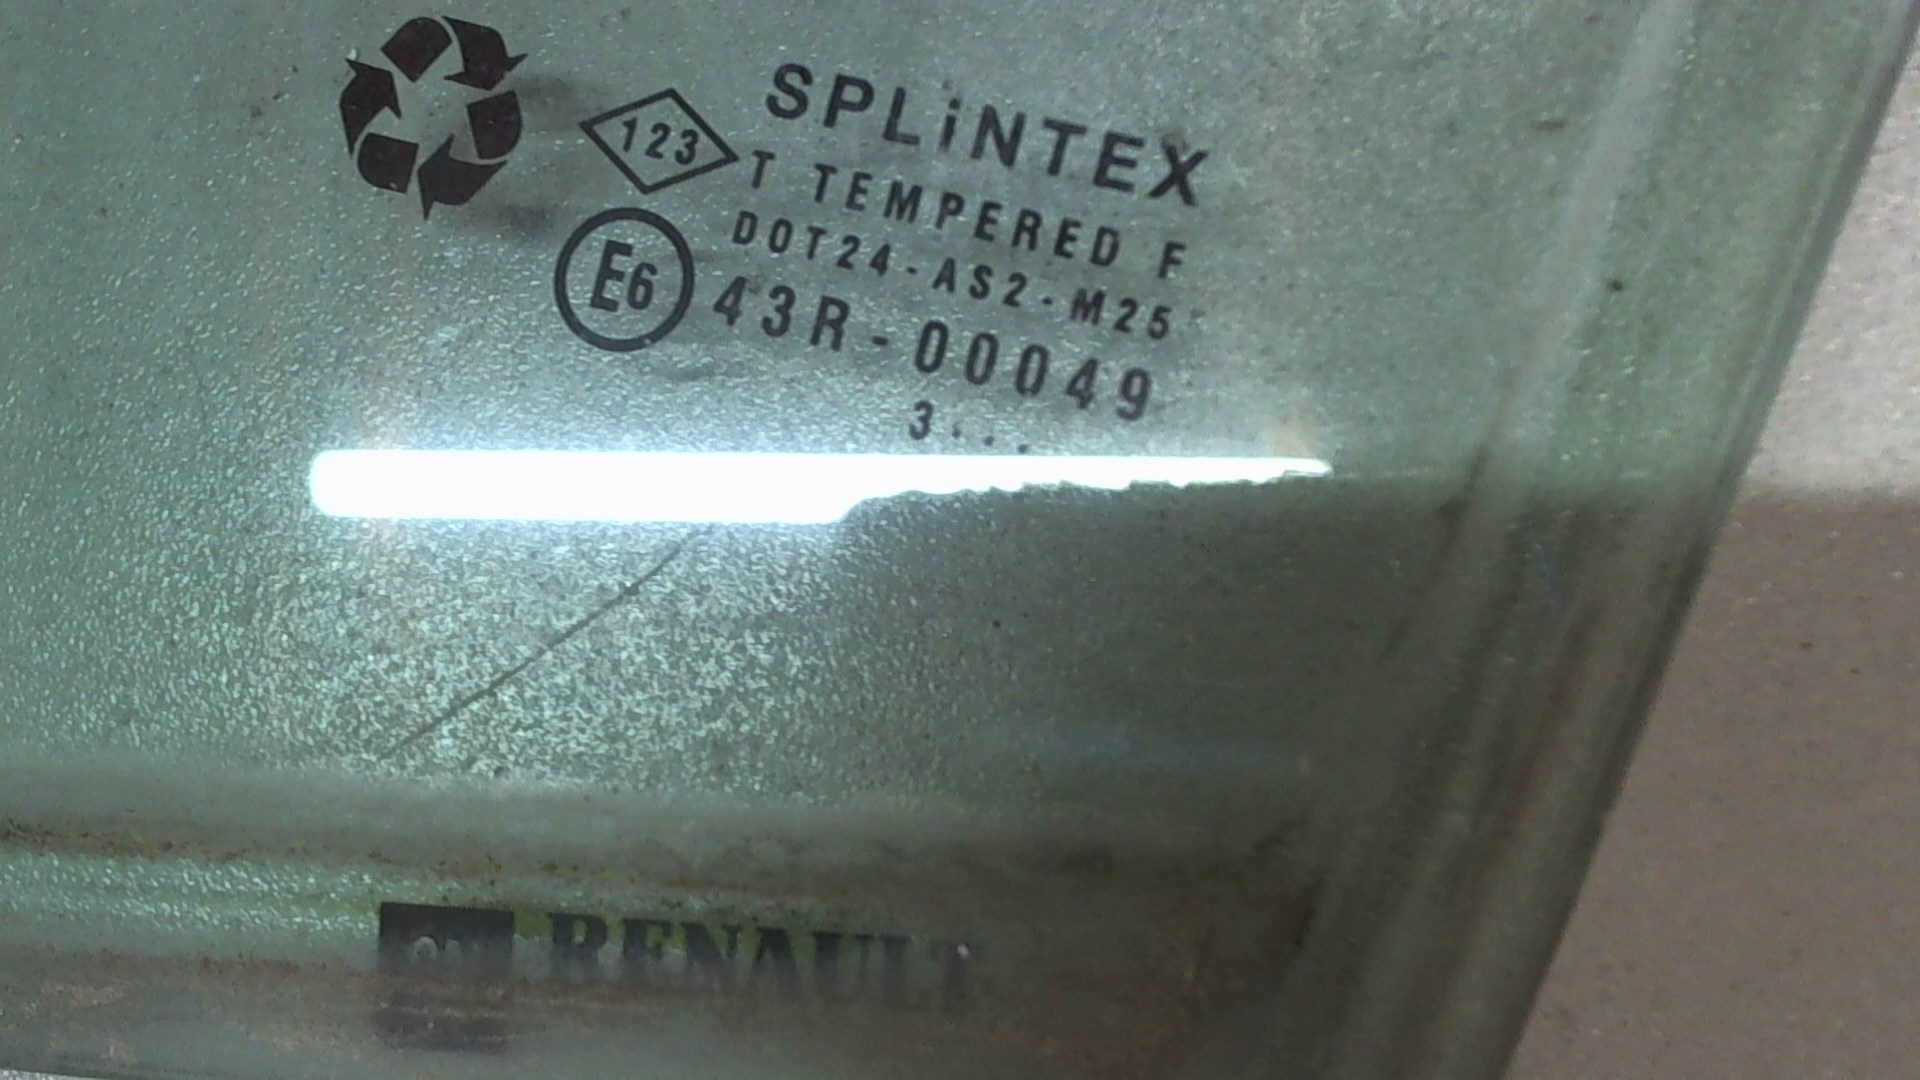 SPLiNTEX
123
T TEMPERED F
DOT24-AS2-M25
E6 43R-00049
3...
RENAULT